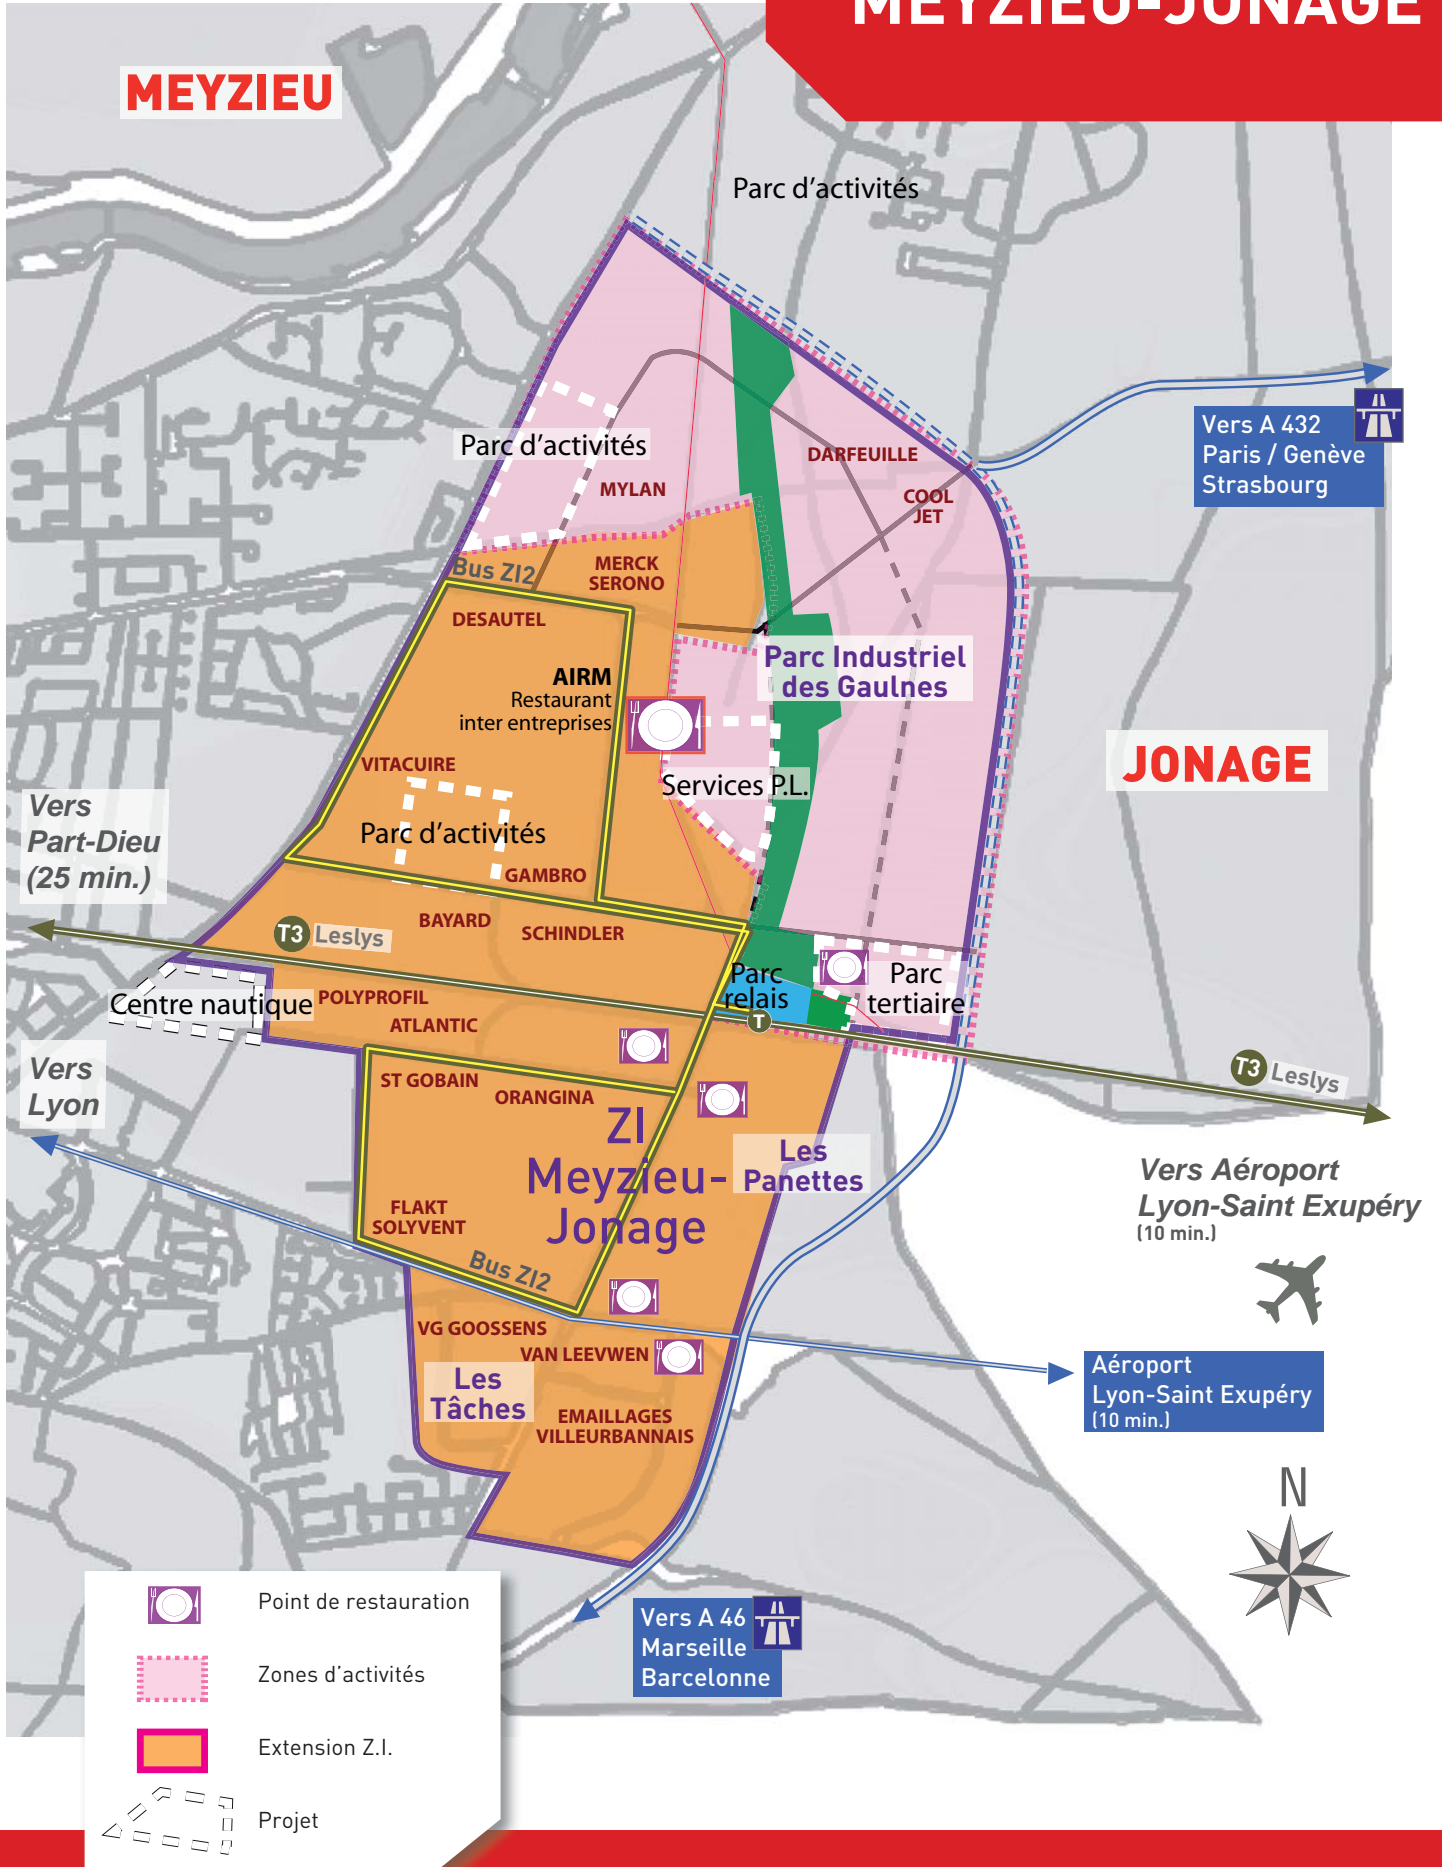 MEYZIEU-JONAGE
MEYZIEU
Parc d'activités
Vers A 432
Paris / Genève
Strasbourg
Parc d'activités
DARFEUILLE
MYLAN
COOL
JET
MERCK
SERONO
Bus ZI2
DESAUTEL
Parc Industriel
des Gaulnes
AIRM
Restaurant
inter entreprises
JONAGE
VITACUIRE
Services P.L.
Vers
Part-Dieu
(25 min.)
Parc d'activités
GAMBRO
BAYARD
SCHINDLER
T3 Leslys
Parc
relais
T
Parc
tertiaire
Centre nautique
POLYPROFIL
ATLANTIC
Vers
Lyon
ST GOBAIN
ORANGINA
T3 Leslys
ZI
Meyzieu-
Jonage
Les
Panettes
Vers Aéroport
Lyon-Saint Exupéry
(10 min.)
FLAKT
SOLYVENT
Bus ZI2
VG GOOSSENS
VAN LEEVWEN
Les
Tâches
Aéroport
Lyon-Saint Exupéry
(10 min.)
EMAILLAGES
VILLEURBANNAIS
N
Vers A 46
Marseille
Barcelonne
Point de restauration
Zones d'activités
Extension Z.I.
Projet